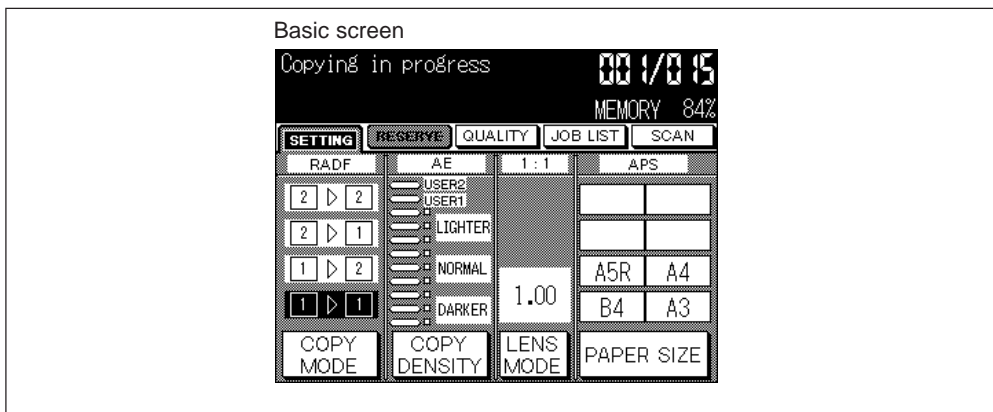 Basic screen
Copying in progress 001/015
MEMORY 84%
SETTING RESERVE QUALITY JOB LIST SCAN
RADF AE 1:1 APS
2 ▷ 2 USER2
USER1
2 ▷ 1 LIGHTER
1 ▷ 2 NORMAL A5R A4
1 ▷ 1 DARKER 1.00 B4 A3
COPY MODE COPY DENSITY LENS MODE PAPER SIZE